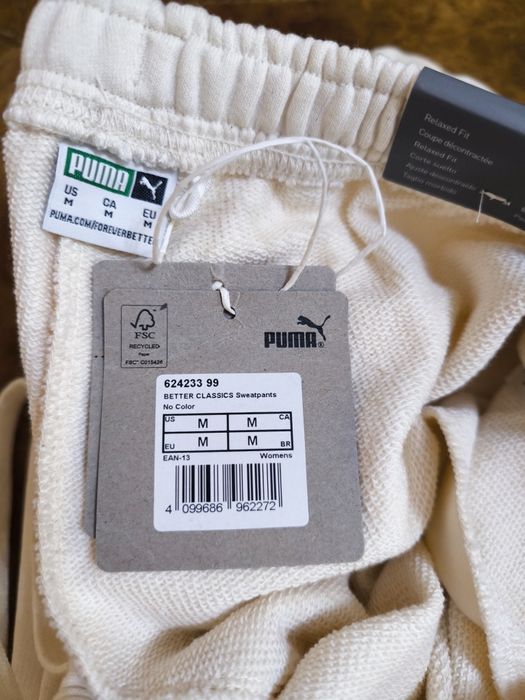 Relaxed Fit
Coupe décontractée
Relaxed Fit
PUMA
US CA EU
M M M
PUMA.COM/FOREVERBETTER
FSC
RECYCLED
Paper
PUMA
624233 99
BETTER CLASSICS Sweatpants
No Color
US M M CA
EU M M BR
EAN-13 Womens
4 099686 962272